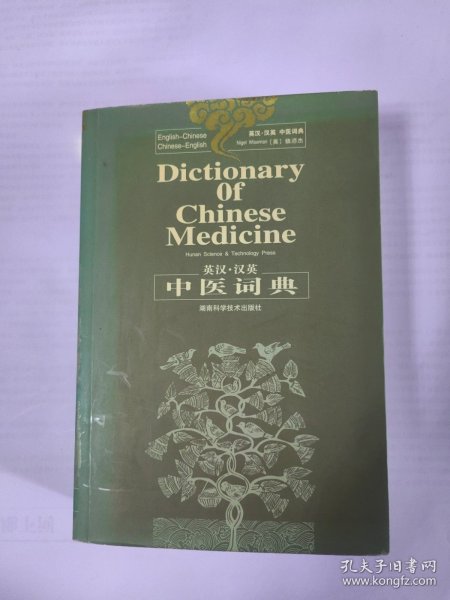 English-Chinese
Chinese-English
英汉·汉英 中医词典
Nigel Wiseman [英] 魏迺杰
Dictionary
Of
Chinese
Medicine
Hunan Science & Technology Press
英汉·汉英
中医词典
湖南科学技术出版社
孔夫子旧书网
www.kongfz.com